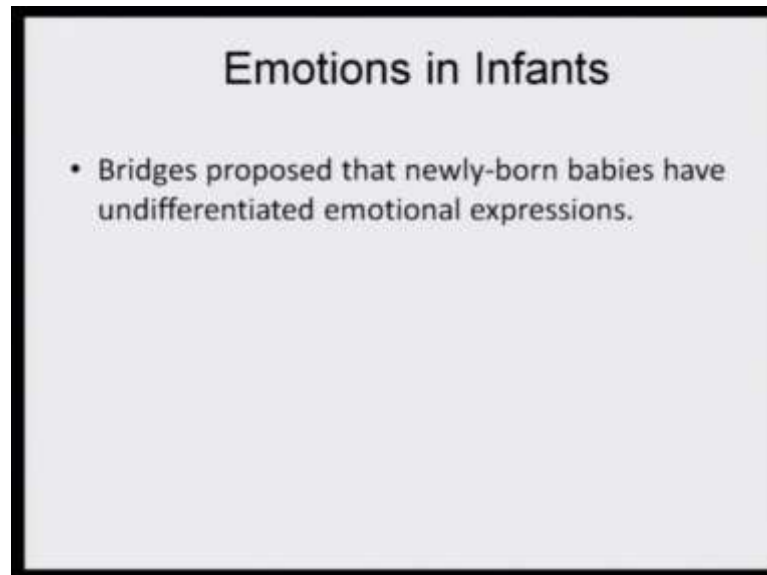 Emotions in Infants
• Bridges proposed that newly-born babies have
undifferentiated emotional expressions.